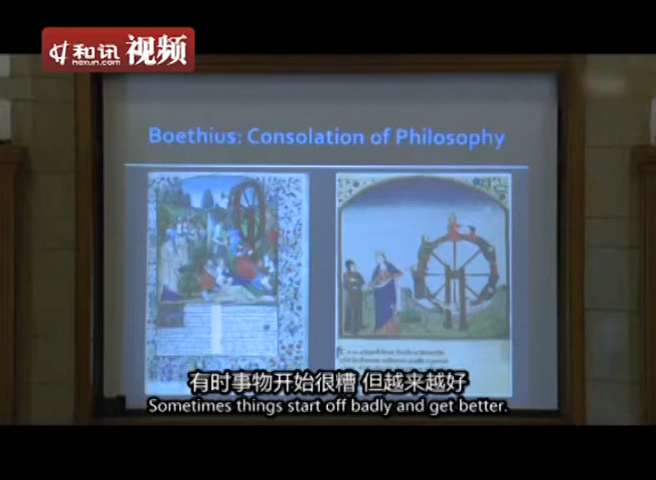 和讯 视频
hexun.com
Boethius: Consolation of Philosophy
有时事物开始很糟 但越来越好
Sometimes things start off badly and get better.